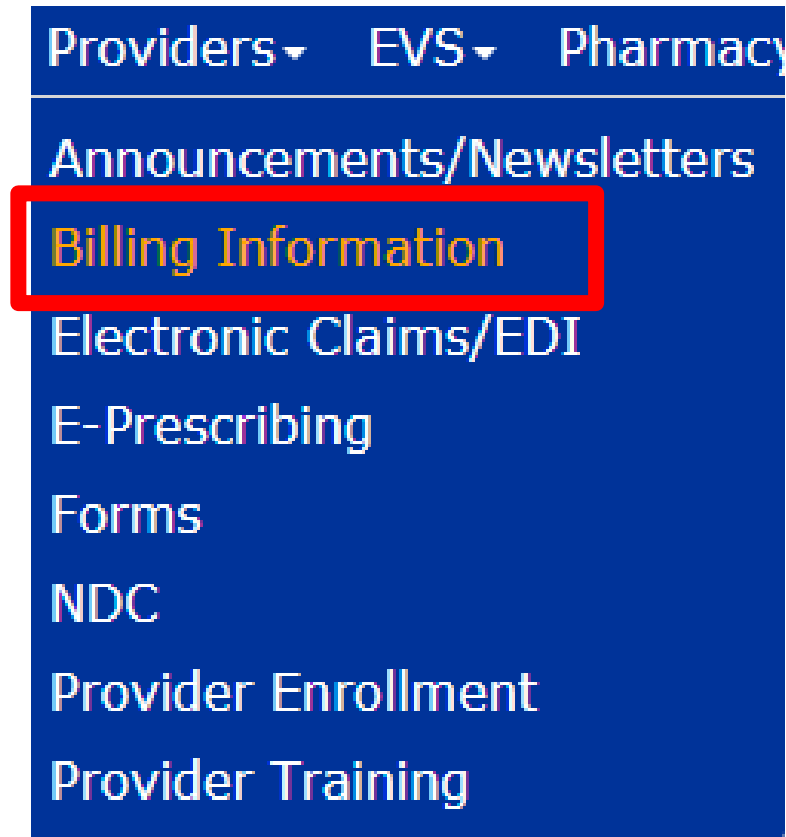 Providers EVS Pharmacy
Announcements/Newsletters
Billing Information
Electronic Claims/EDI
E-Prescribing
Forms
NDC
Provider Enrollment
Provider Training